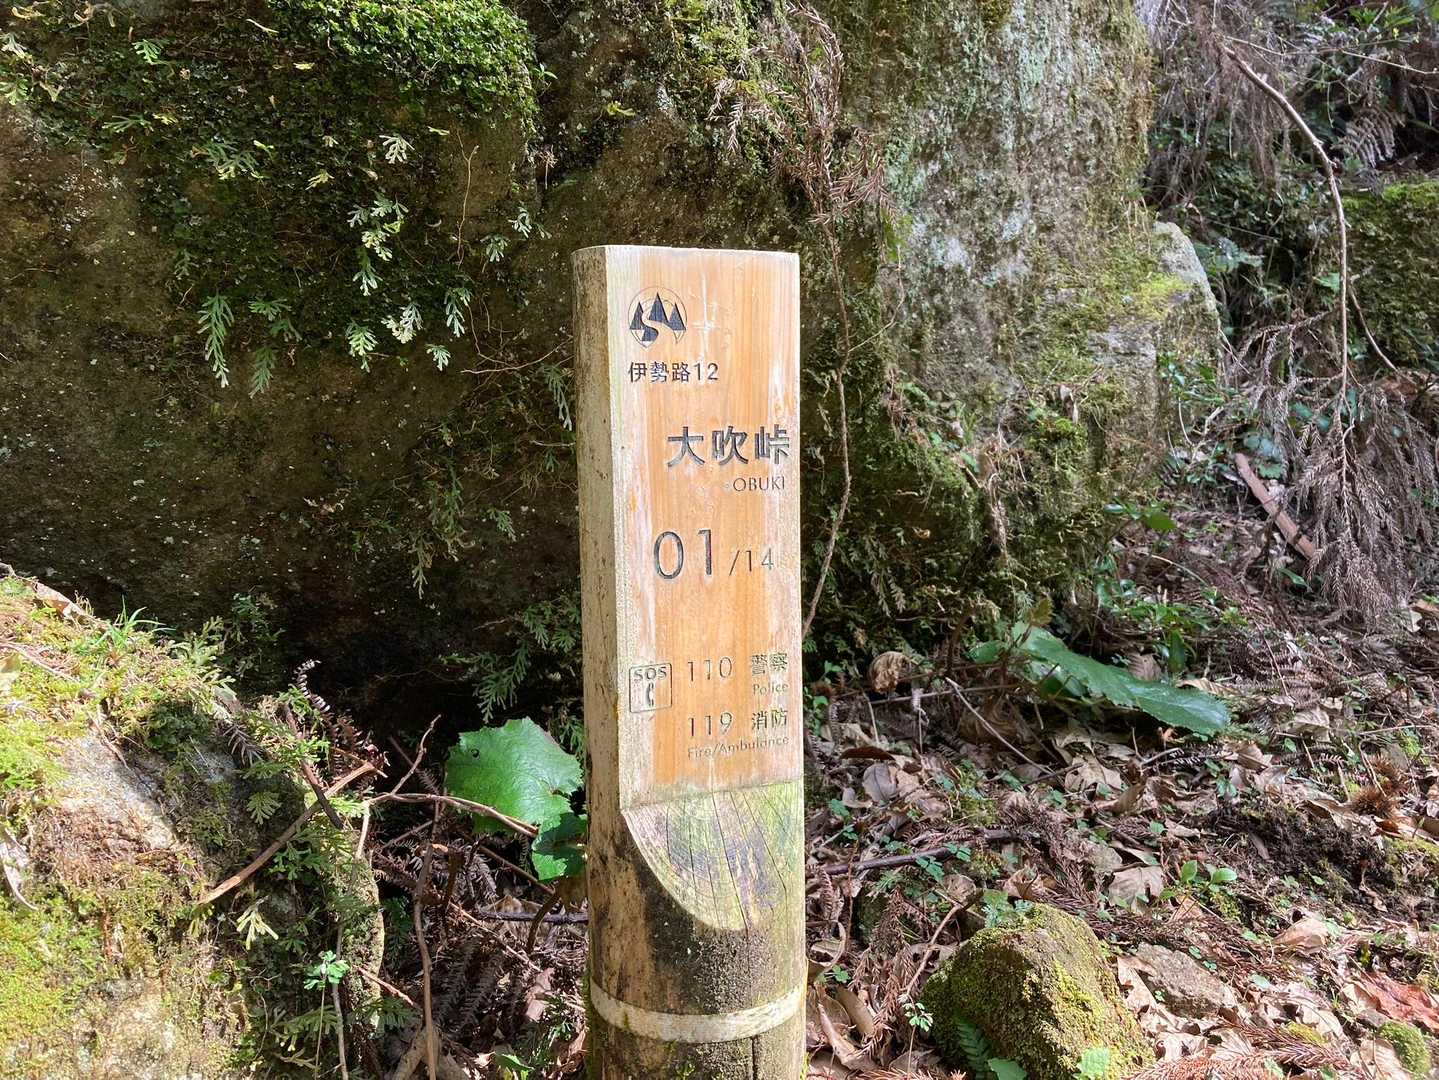 伊勢路12
大吹峠
OBUKI
01/14
SOS
110 警察
Police
119 消防
Fire/Ambulance